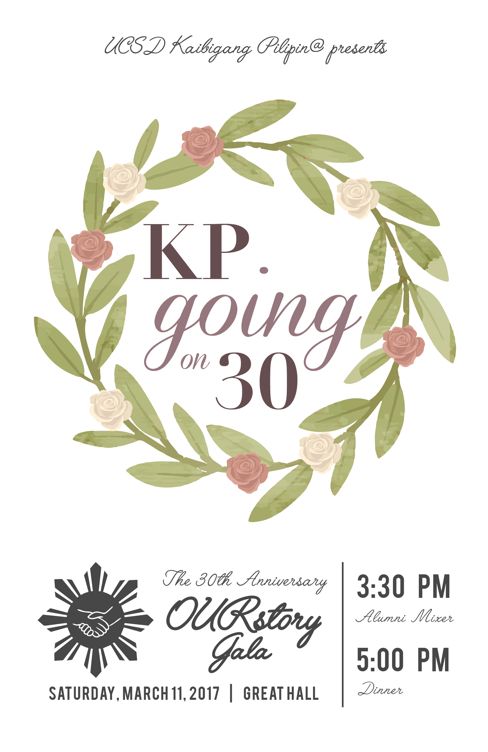 UCSD Kaibigang Pilipin@ presents
KP
going
on 30
The 30th Anniversary
OURstory
Gala
SATURDAY, MARCH 11, 2017 | GREAT HALL
3:30 PM
Alumni Mixer
5:00 PM
Dinner